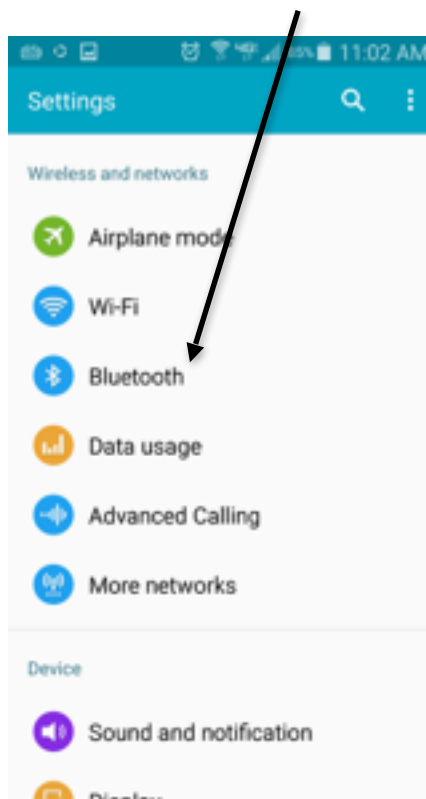 11:02 AM
Settings
Wireless and networks
Airplane mode
Wi-Fi
Bluetooth
Data usage
Advanced Calling
More networks
Device
Sound and notification
Display